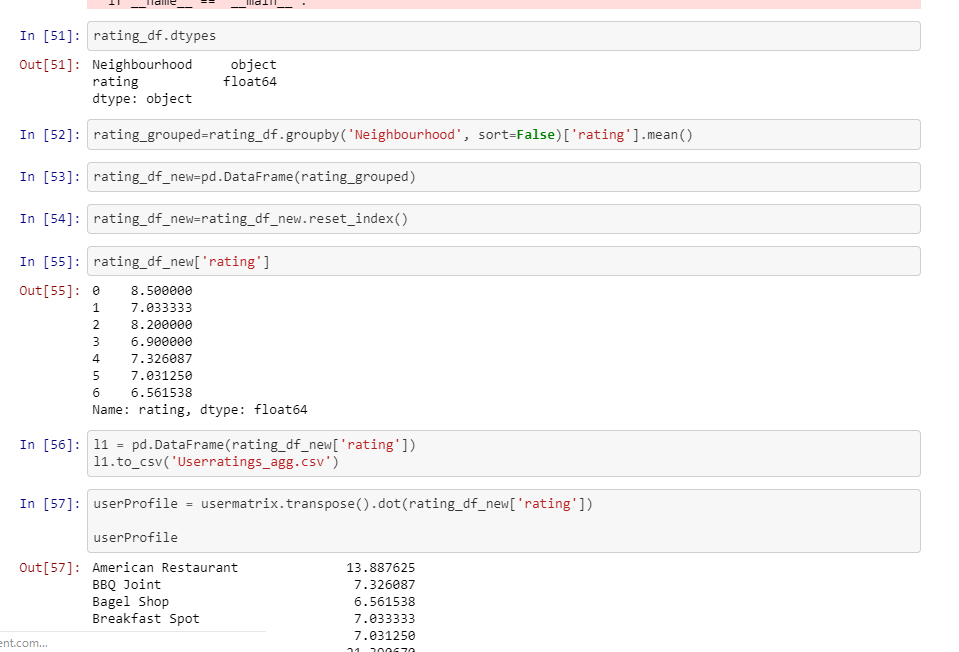 if __name__ == '__main__':
In [51]: rating_df.dtypes
Out[51]: Neighbourhood     object
rating           float64
dtype: object
In [52]: rating_grouped=rating_df.groupby('Neighbourhood', sort=False)['rating'].mean()
In [53]: rating_df_new=pd.DataFrame(rating_grouped)
In [54]: rating_df_new=rating_df_new.reset_index()
In [55]: rating_df_new['rating']
Out[55]: 0    8.500000
1    7.033333
2    8.200000
3    6.900000
4    7.326087
5    7.031250
6    6.561538
Name: rating, dtype: float64
In [56]: l1 = pd.DataFrame(rating_df_new['rating'])
l1.to_csv('Userratings_agg.csv')
In [57]: userProfile = usermatrix.transpose().dot(rating_df_new['rating'])
userProfile
Out[57]: American Restaurant              13.887625
BBQ Joint                         7.326087
Bagel Shop                        6.561538
Breakfast Spot                    7.033333
7.031250
21.390670
ent.com...